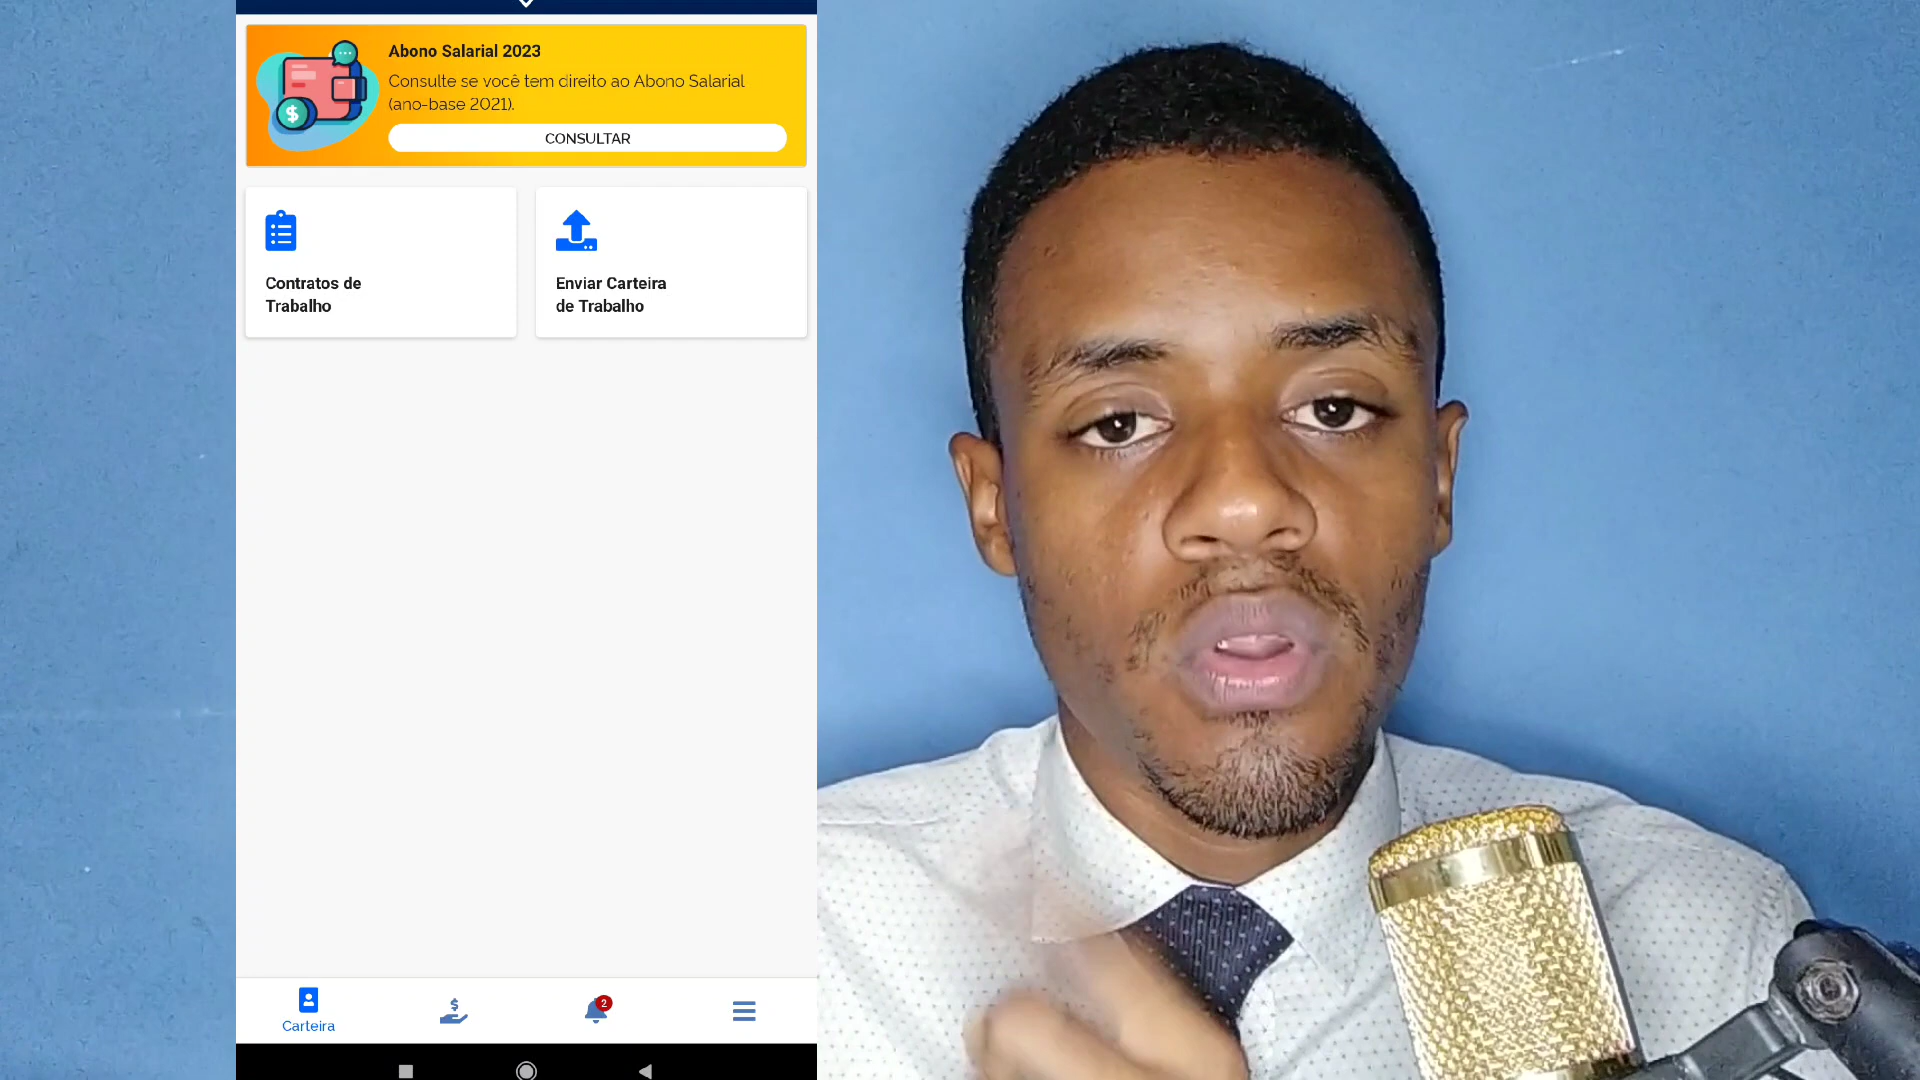 Abono Salarial 2023
Consulte se você tem direito ao Abono Salarial
(ano-base 2021).
CONSULTAR
Contratos de
Trabalho
Enviar Carteira
de Trabalho
2
Carteira